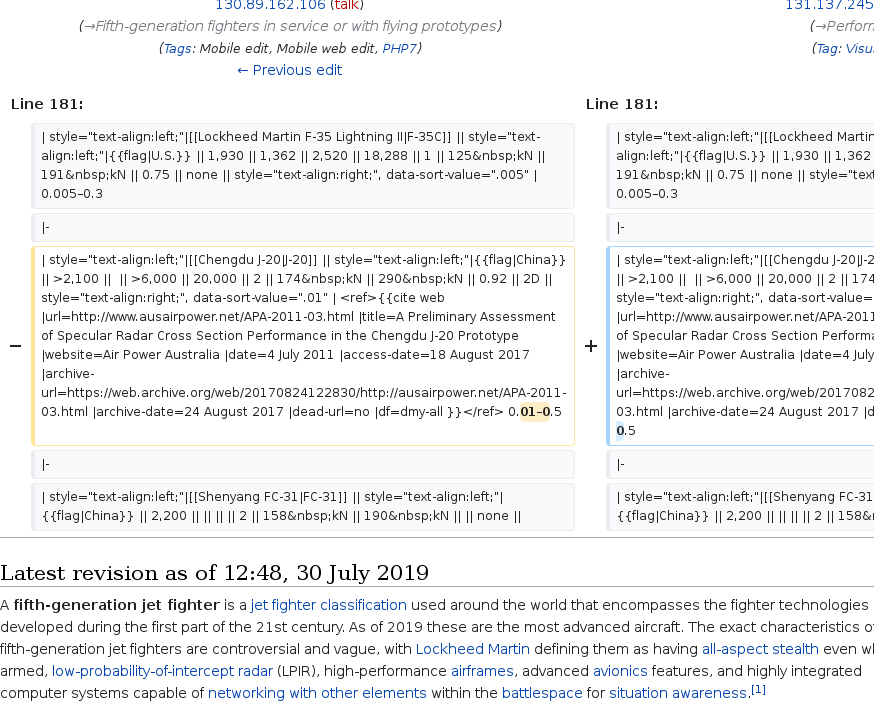 130.89.162.106 (talk)
(→Fifth-generation fighters in service or with flying prototypes)
(Tags: Mobile edit, Mobile web edit, PHP7)
← Previous edit
131.137.245
(→Perforn
(Tag: Visu
Line 181:
| style="text-align:left;"|[[Lockheed Martin F-35 Lightning II|F-35C]] || style="text-
align:left;"|{{flag|U.S.}} || 1,930 || 1,362 || 2,520 || 18,288 || 1 || 125&nbsp;kN ||
191&nbsp;kN || 0.75 || none || style="text-align:right;", data-sort-value=".005" |
0.005–0.3
|-
− | style="text-align:left;"|[[Chengdu J-20|J-20]] || style="text-align:left;"|{{flag|China}}
|| >2,100 || || >6,000 || 20,000 || 2 || 174&nbsp;kN || 290&nbsp;kN || 0.92 || 2D ||
style="text-align:right;", data-sort-value=".01" | <ref>{{cite web
|url=http://www.ausairpower.net/APA-2011-03.html |title=A Preliminary Assessment
of Specular Radar Cross Section Performance in the Chengdu J-20 Prototype
|website=Air Power Australia |date=4 July 2011 |access-date=18 August 2017
|archive-
url=https://web.archive.org/web/20170824122830/http://ausairpower.net/APA-2011-
03.html |archive-date=24 August 2017 |dead-url=no |df=dmy-all }}</ref> 0.01–0.5
|-
| style="text-align:left;"|[[Shenyang FC-31|FC-31]] || style="text-align:left;"|
{{flag|China}} || 2,200 || || || || 2 || 158&nbsp;kN || 190&nbsp;kN || || none ||
Line 181:
| style="text-align:left;"|[[Lockheed Martin
align:left;"|{{flag|U.S.}} || 1,930 || 1,362
191&nbsp;kN || 0.75 || none || style="text
0.005–0.3
|-
+ | style="text-align:left;"|[[Chengdu J-20|J-2
|| >2,100 || || >6,000 || 20,000 || 2 || 174
style="text-align:right;", data-sort-value=
|url=http://www.ausairpower.net/APA-2011
of Specular Radar Cross Section Performa
|website=Air Power Australia |date=4 July
|archive-
url=https://web.archive.org/web/2017082
03.html |archive-date=24 August 2017 |d
0.5
|-
| style="text-align:left;"|[[Shenyang FC-31
{{flag|China}} || 2,200 || || || || 2 || 158&
Latest revision as of 12:48, 30 July 2019
A fifth-generation jet fighter is a jet fighter classification used around the world that encompasses the fighter technologies
developed during the first part of the 21st century. As of 2019 these are the most advanced aircraft. The exact characteristics of
fifth-generation jet fighters are controversial and vague, with Lockheed Martin defining them as having all-aspect stealth even wh
armed, low-probability-of-intercept radar (LPIR), high-performance airframes, advanced avionics features, and highly integrated
computer systems capable of networking with other elements within the battlespace for situation awareness.[1]